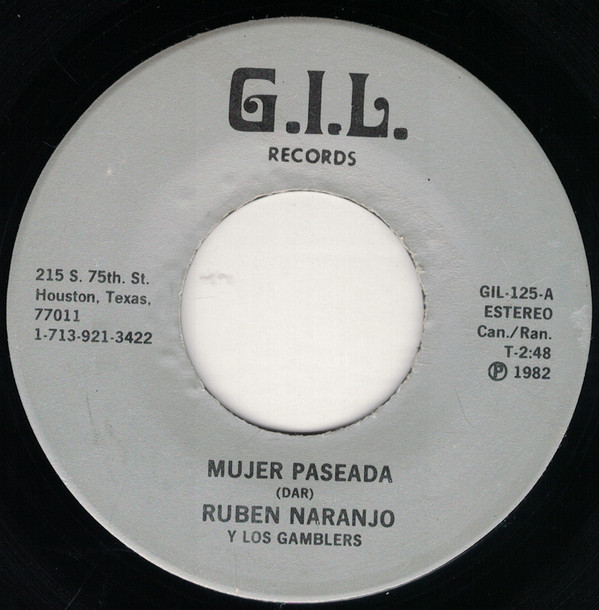 G.I.L.
RECORDS
215 S. 75th. St.
Houston, Texas,
77011
1-713-921-3422
GIL-125-A
ESTEREO
Can./Ran.
T-2:48
Ⓟ 1982
MUJER PASEADA
(DAR)
RUBEN NARANJO
Y LOS GAMBLERS